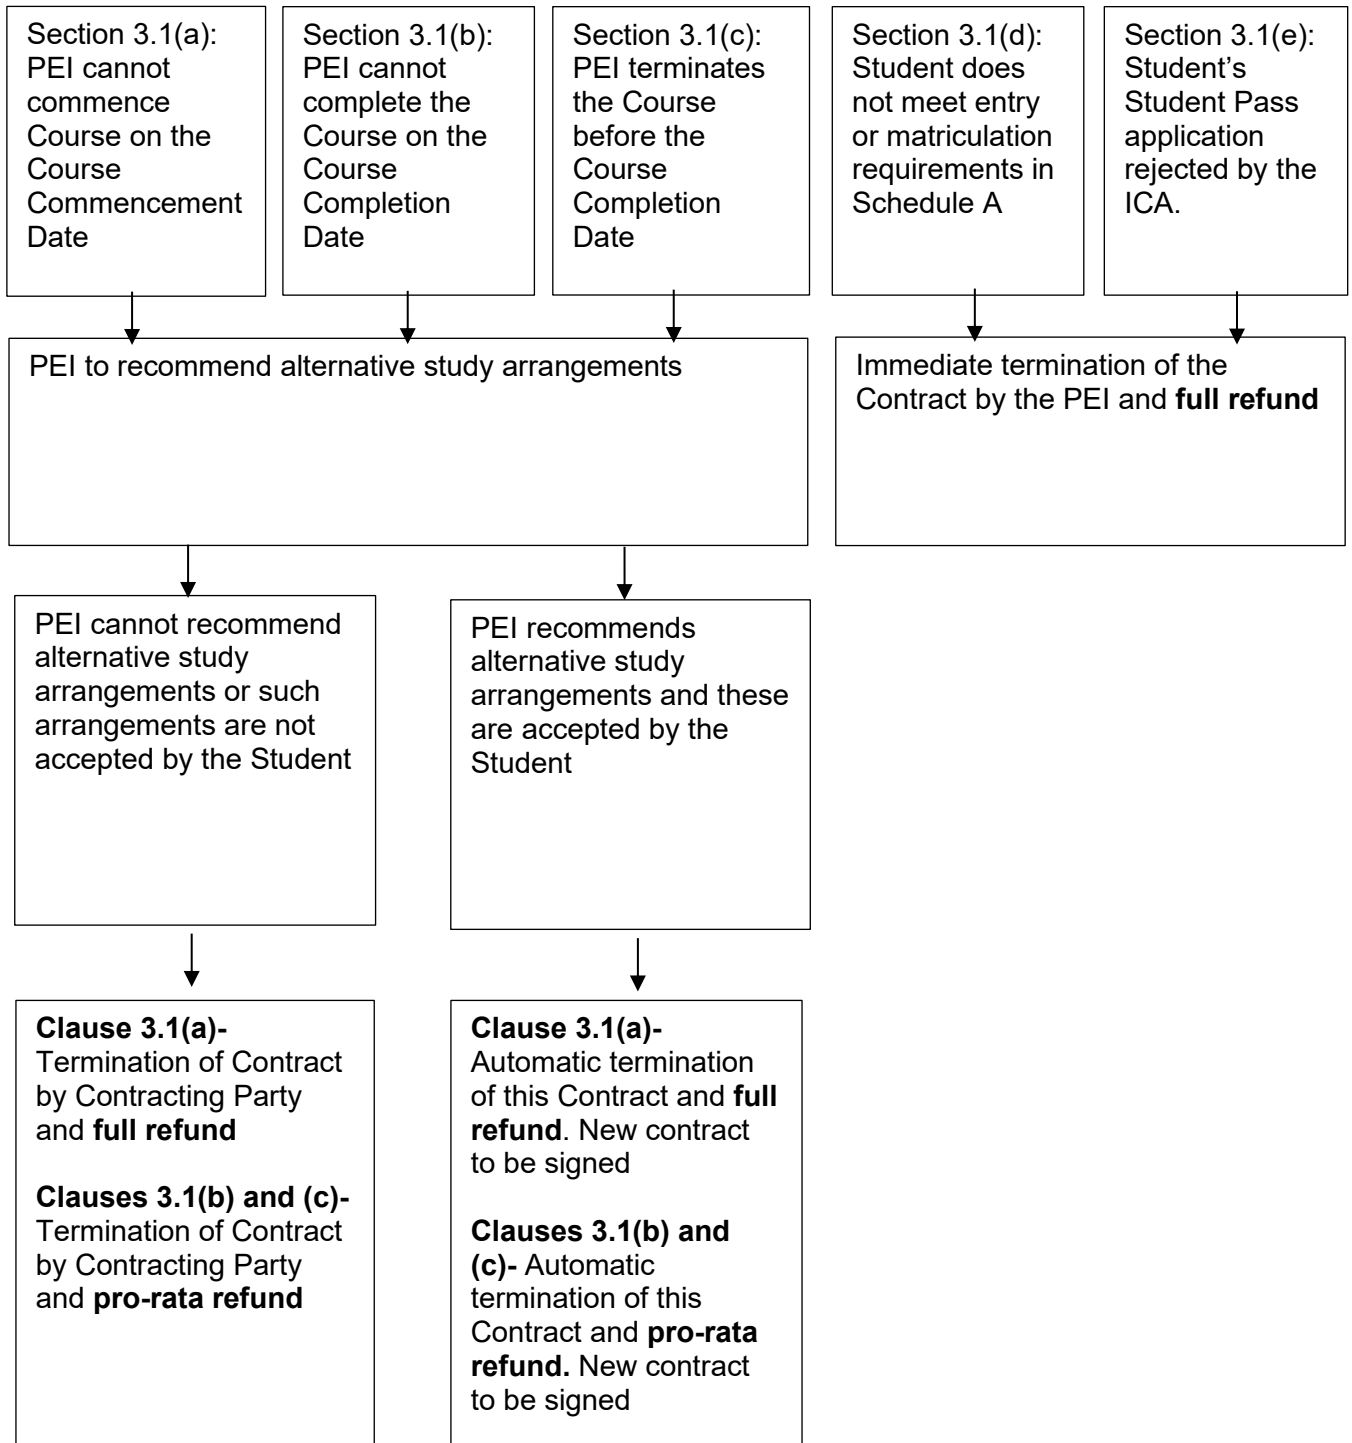 Section 3.1(a):
PEI cannot
commence
Course on the
Course
Commencement
Date
Section 3.1(b):
PEI cannot
complete the
Course on the
Course
Completion
Date
Section 3.1(c):
PEI terminates
the Course
before the
Course
Completion
Date
Section 3.1(d):
Student does
not meet entry
or matriculation
requirements in
Schedule A
Section 3.1(e):
Student’s
Student Pass
application
rejected by the
ICA.
PEI to recommend alternative study arrangements
Immediate termination of the
Contract by the PEI and full refund
PEI cannot recommend
alternative study
arrangements or such
arrangements are not
accepted by the Student
PEI recommends
alternative study
arrangements and these
are accepted by the
Student
Clause 3.1(a)-
Termination of Contract
by Contracting Party
and full refund
Clauses 3.1(b) and (c)-
Termination of Contract
by Contracting Party
and pro-rata refund
Clause 3.1(a)-
Automatic termination
of this Contract and full
refund. New contract
to be signed
Clauses 3.1(b) and
(c)- Automatic
termination of this
Contract and pro-rata
refund. New contract
to be signed